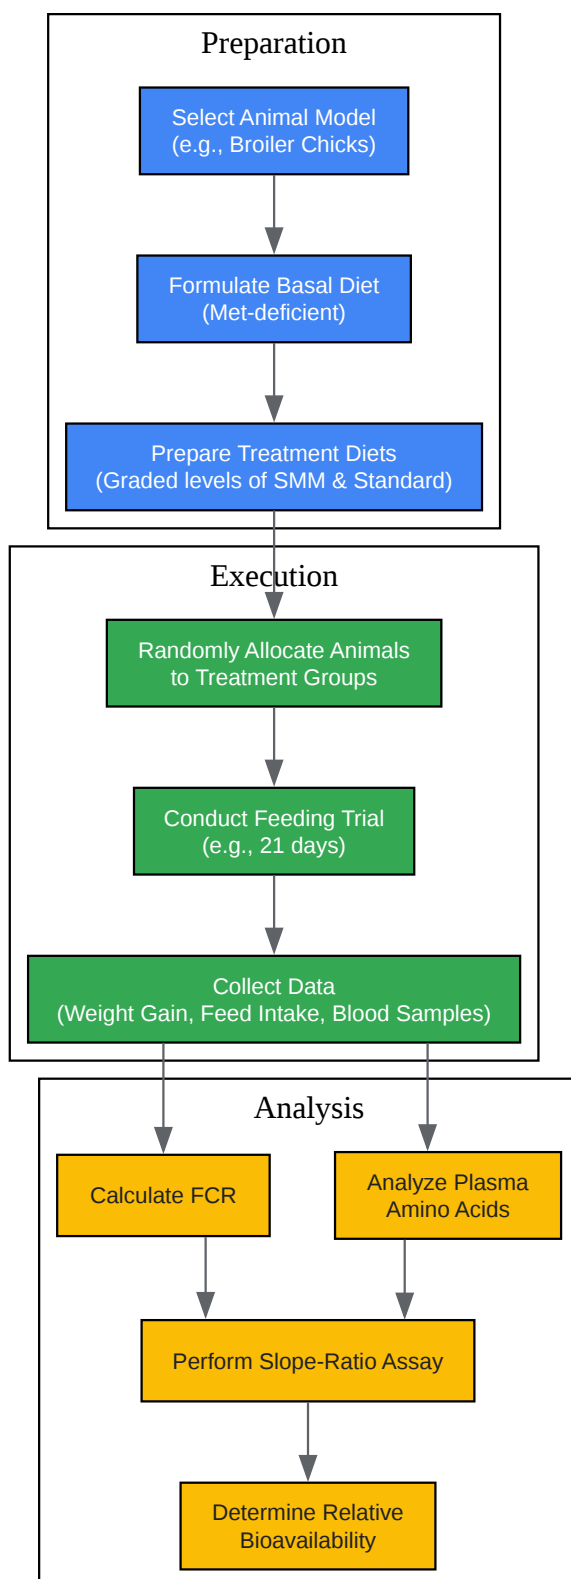 Preparation
Select Animal Model
(e.g., Broiler Chicks)
Formulate Basal Diet
(Met-deficient)
Prepare Treatment Diets
(Graded levels of SMM & Standard)
Execution
Randomly Allocate Animals
to Treatment Groups
Conduct Feeding Trial
(e.g., 21 days)
Collect Data
(Weight Gain, Feed Intake, Blood Samples)
Analysis
Calculate FCR
Analyze Plasma
Amino Acids
Perform Slope-Ratio Assay
Determine Relative
Bioavailability